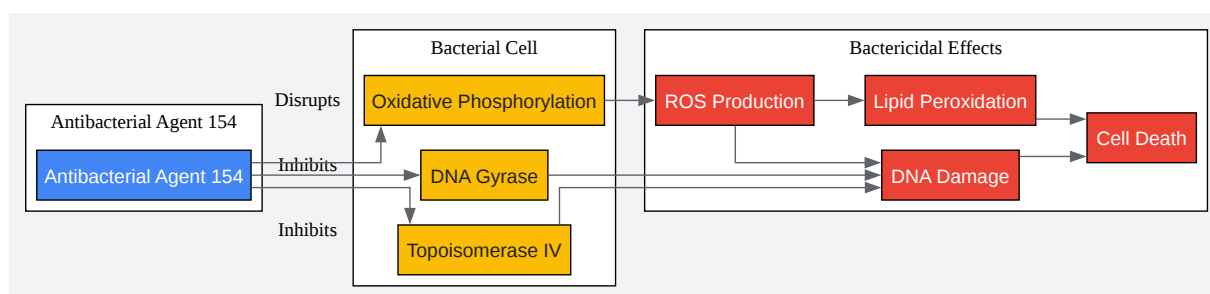 Antibacterial Agent 154
Antibacterial Agent 154
Disrupts
Inhibits
Inhibits
Bacterial Cell
Oxidative Phosphorylation
DNA Gyrase
Topoisomerase IV
Bactericidal Effects
ROS Production
Lipid Peroxidation
DNA Damage
Cell Death